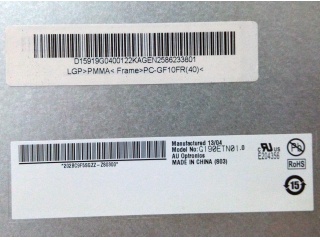 D15919G0400122KAGEN2586233801
LGP>PMMA< Frame>PC-GF10FR(40)<
Manufactured 13/04
Model No: G190ETN01.0
AU Optronics
MADE IN CHINA (S03)
E204356
Pb
RoHS
15